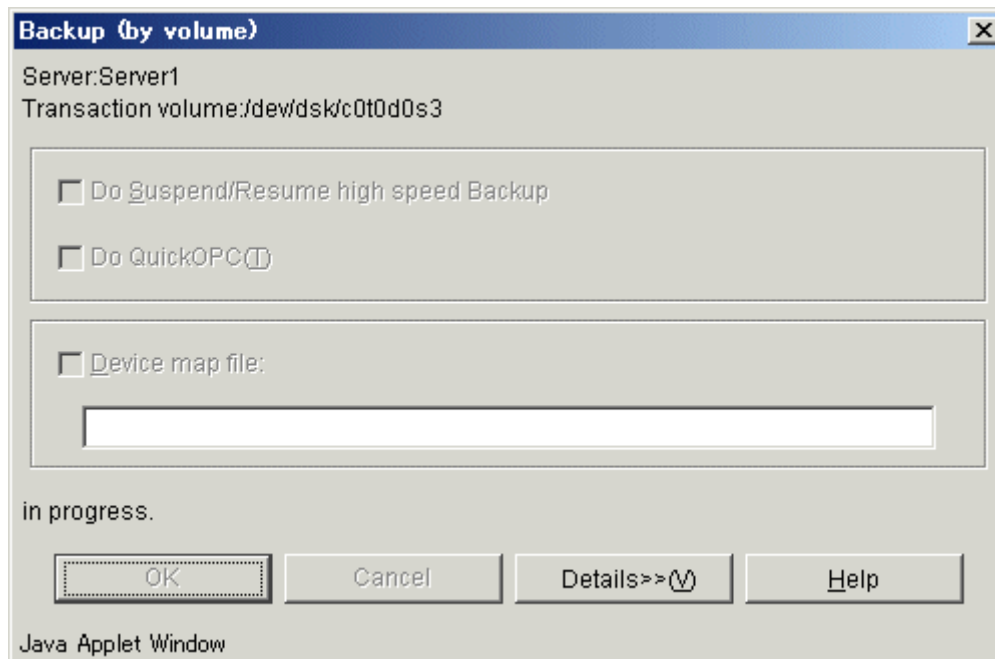 Backup (by volume)
Server:Server1
Transaction volume:/dev/dsk/c0t0d0s3
Do Suspend/Resume high speed Backup
Do QuickOPC(T)
Device map file:
in progress.
OK Cancel Details>>(V) Help
Java Applet Window